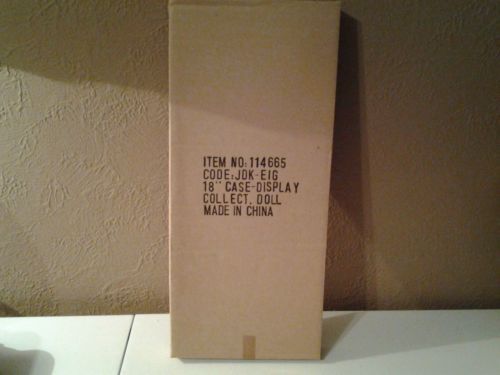 ITEM NO:114665
CODE:JDK-EIG
18'' CASE-DISPLAY
COLLECT. DOLL
MADE IN CHINA